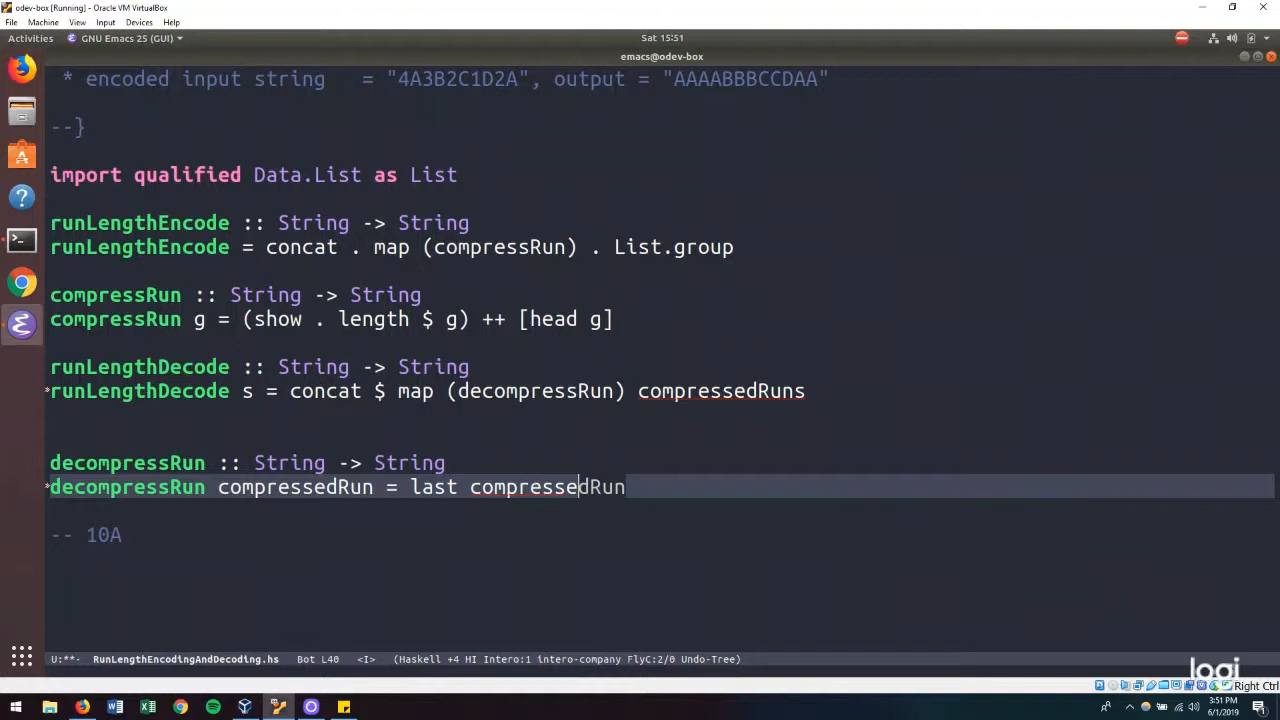 odev-box [Running] - Oracle VM VirtualBox
File Machine View Input Devices Help
Activities GNU Emacs 25 (GUI) Sat 15:51
emacs@odev-box
* encoded input string = "4A3B2C1D2A", output = "AAAABBBCCDAA"
--}
import qualified Data.List as List
runLengthEncode :: String -> String
runLengthEncode = concat . map (compressRun) . List.group
compressRun :: String -> String
compressRun g = (show . length $ g) ++ [head g]
runLengthDecode :: String -> String
runLengthDecode s = concat $ map (decompressRun) compressedRuns
decompressRun :: String -> String
decompressRun compressedRun = last compressedRun
-- 10A
U:**- RunLengthEncodingAndDecoding.hs Bot L40 <I> (Haskell +4 HI Intero:1 intero-company FlyC:2/0 Undo-Tree)
logi
Right Ctrl
3:51 PM
6/1/2019